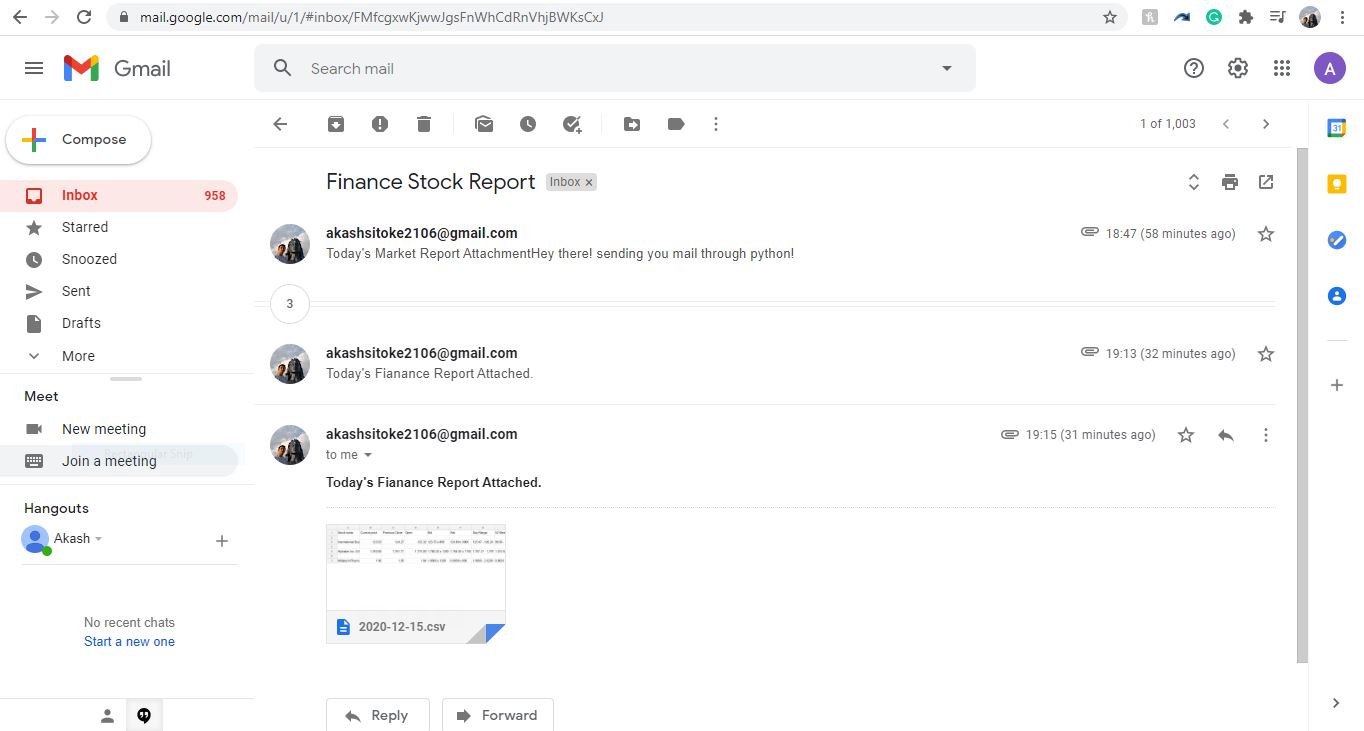 mail.google.com/mail/u/1/#inbox/FMfcgxwKjwwJgsFnWhCdRnVhjBWKsCxJ
Gmail
Search mail
A
Compose
1 of 1,003
31
Inbox 958
Starred
Snoozed
Sent
Drafts
More
Meet
New meeting
Rectangular Snip
Join a meeting
Hangouts
Akash
No recent chats
Start a new one
Finance Stock Report Inbox x
akashsitoke2106@gmail.com 18:47 (58 minutes ago)
Today's Market Report AttachmentHey there! sending you mail through python!
3
akashsitoke2106@gmail.com 19:13 (32 minutes ago)
Today's Fianance Report Attached.
akashsitoke2106@gmail.com 19:15 (31 minutes ago)
to me
Today's Fianance Report Attached.
2020-12-15.csv
Reply Forward